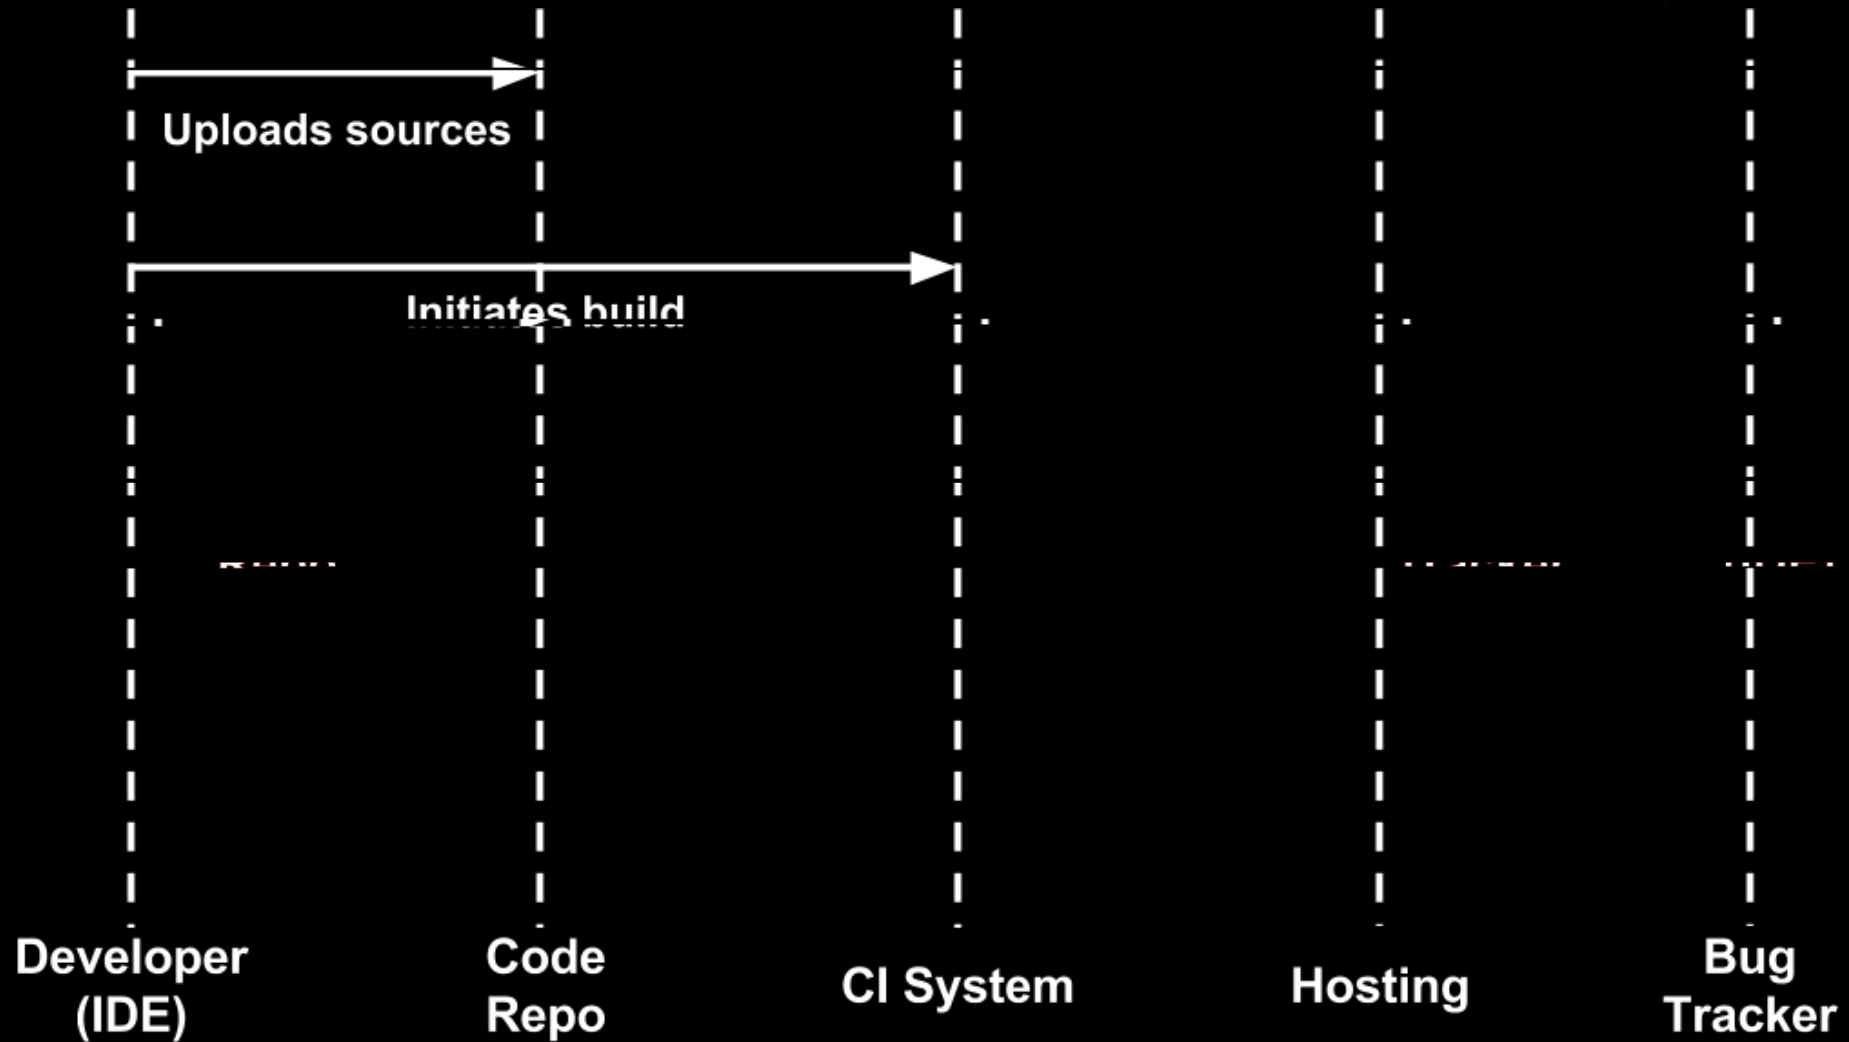 Uploads sources
Initiates build
Developer
(IDE)
Code
Repo
CI System
Hosting
Bug
Tracker